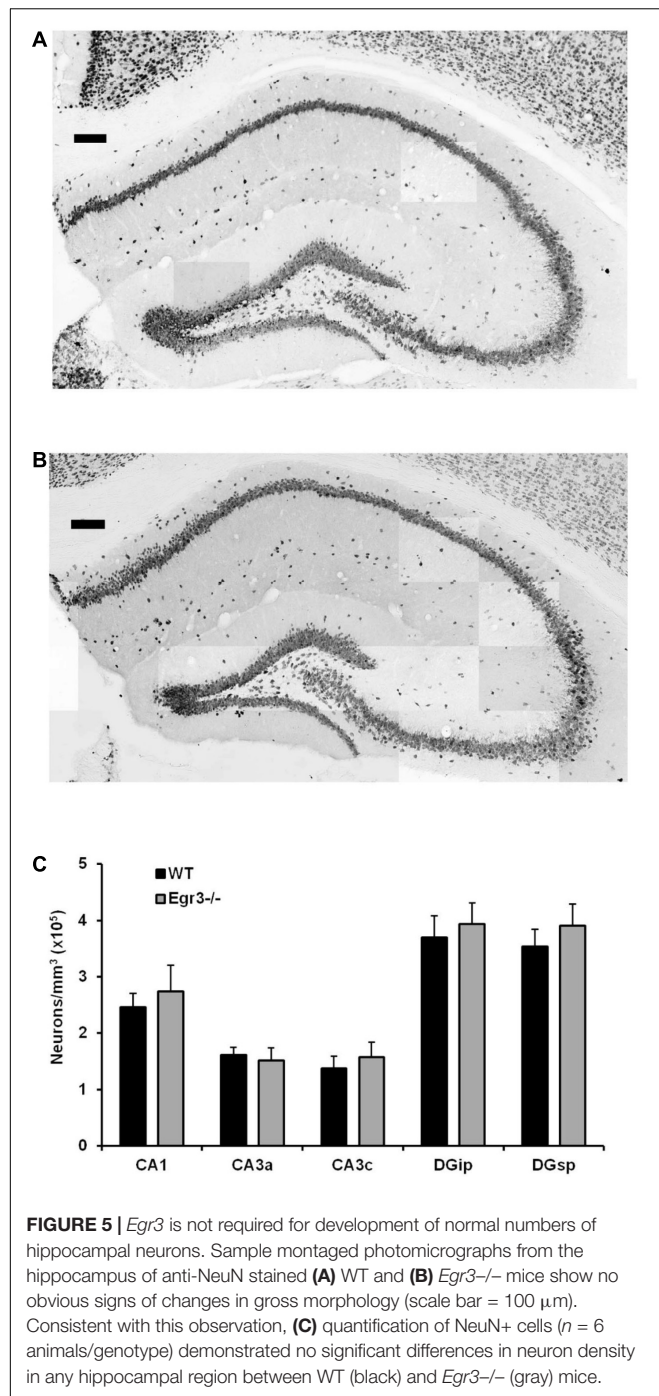 A
B
C
5
4
3
2
1
0
Neurons/mm³ (x10⁵)
WT
Egr3-/-
CA1 CA3a CA3c DGip DGsp
FIGURE 5 | Egr3 is not required for development of normal numbers of
hippocampal neurons. Sample montaged photomicrographs from the
hippocampus of anti-NeuN stained (A) WT and (B) Egr3–/– mice show no
obvious signs of changes in gross morphology (scale bar = 100 μm).
Consistent with this observation, (C) quantification of NeuN+ cells (n = 6
animals/genotype) demonstrated no significant differences in neuron density
in any hippocampal region between WT (black) and Egr3–/– (gray) mice.